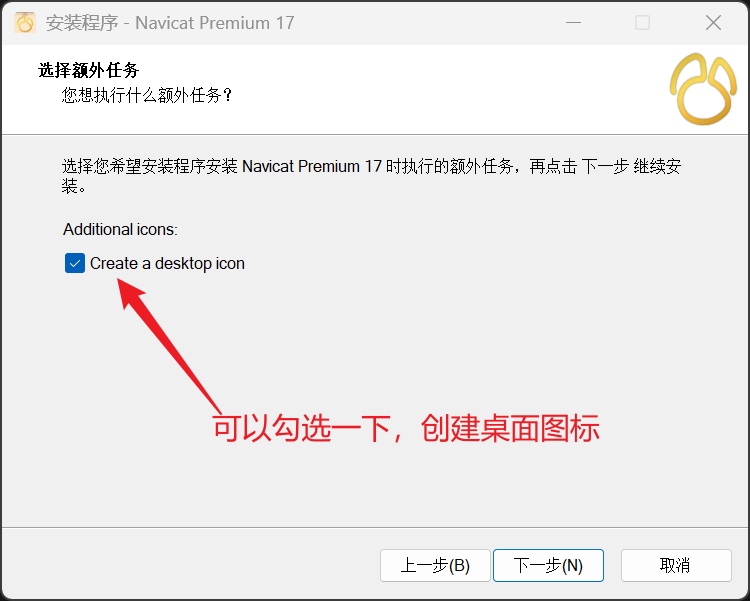 安装程序 - Navicat Premium 17
选择额外任务
您想执行什么额外任务？
选择您希望安装程序安装 Navicat Premium 17 时执行的额外任务，再点击 下一步 继续安
装。
Additional icons:
Create a desktop icon
可以勾选一下，创建桌面图标
上一步(B) 下一步(N) 取消